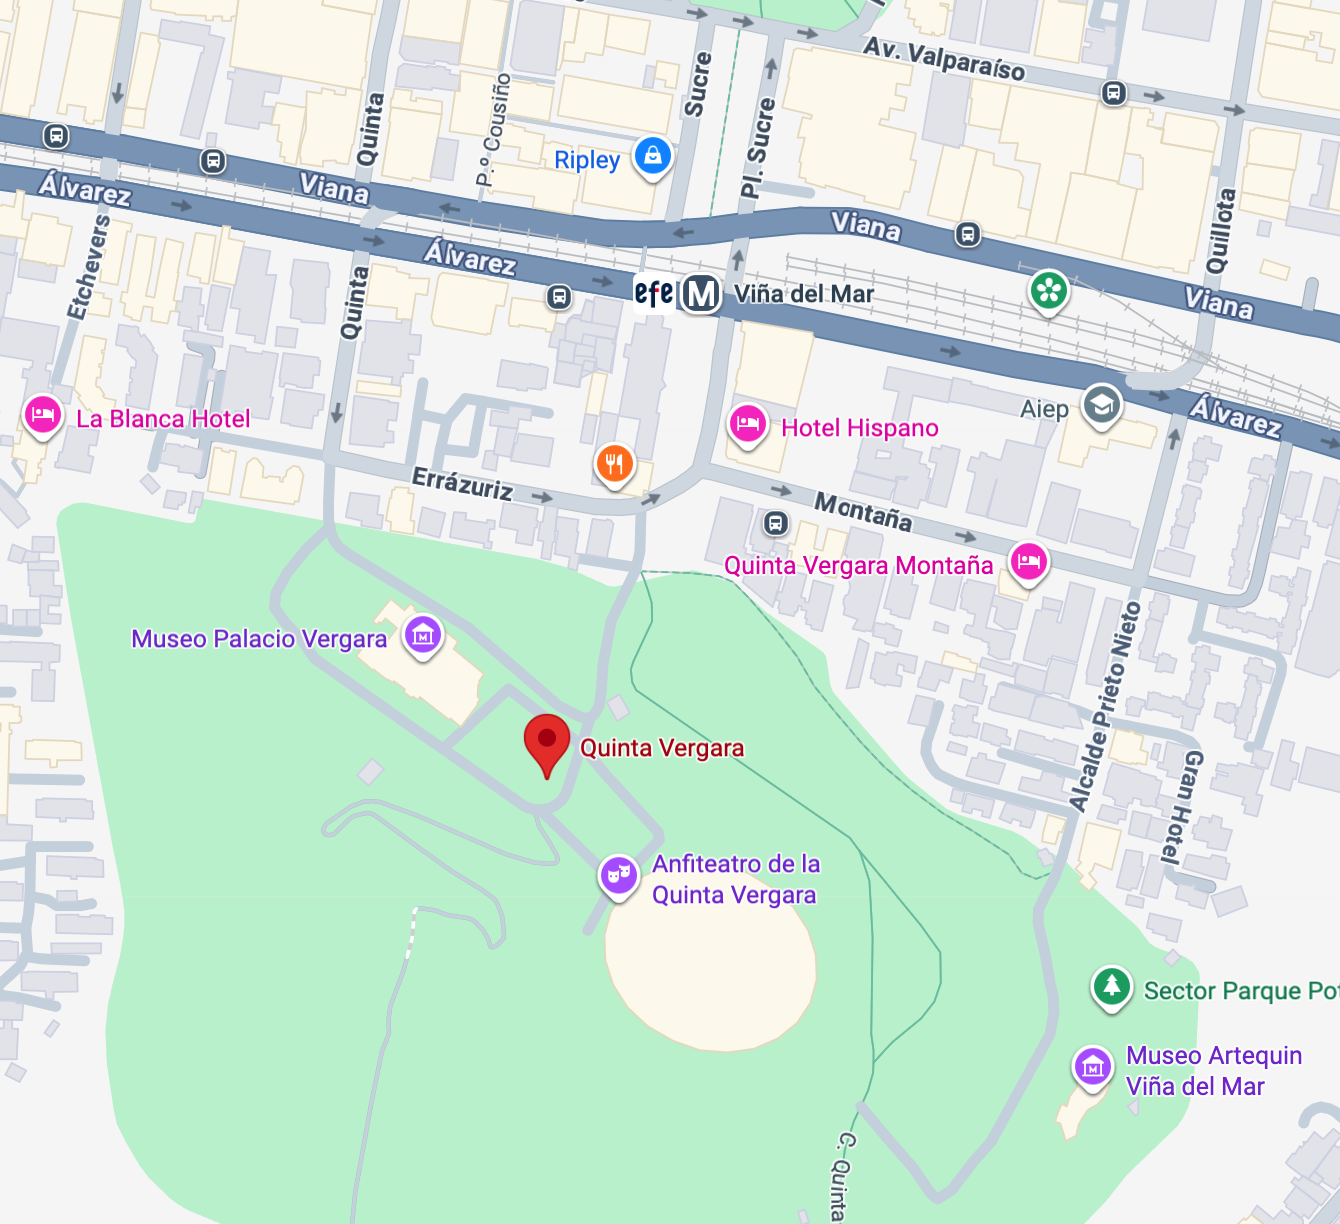 Av. Valparaíso
Sucre
Pl. Sucre
Quinta
P.º Cousiño
Ripley
Viana
Álvarez
Viana
Quillota
Álvarez
Etchevers
Quinta
efe M Viña del Mar
Viana
La Blanca Hotel
Hotel Hispano
Aiep
Álvarez
Errázuriz
Montaña
Quinta Vergara Montaña
Museo Palacio Vergara
M
Alcalde Prieto Nieto
Quinta Vergara
Gran Hotel
Anfiteatro de la
Quinta Vergara
Sector Parque Pot
Museo Artequin
Viña del Mar
M
C. Quinta